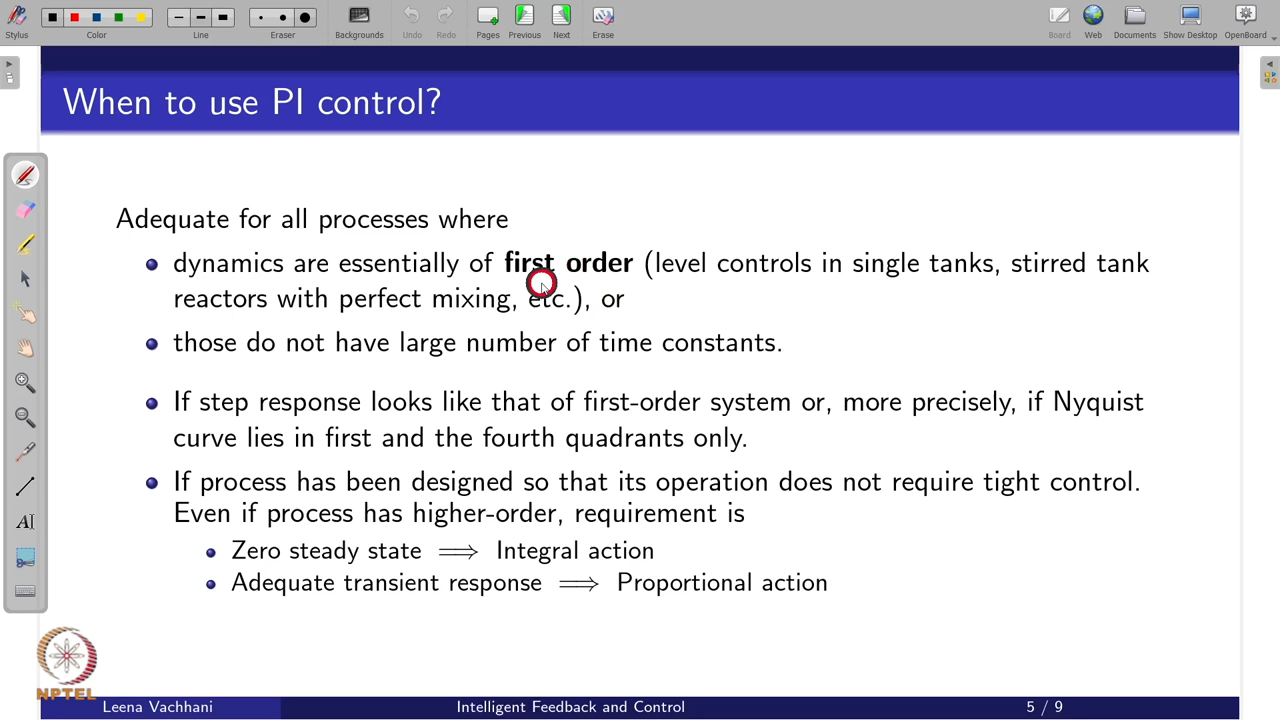 Stylus
Color
Line
Eraser
Backgrounds
Undo
Redo
Pages
Previous
Next
Erase
Board
Web
Documents
Show Desktop
OpenBoard
When to use PI control?
Adequate for all processes where
dynamics are essentially of first order (level controls in single tanks, stirred tank
reactors with perfect mixing, etc.), or
those do not have large number of time constants.
If step response looks like that of first-order system or, more precisely, if Nyquist
curve lies in first and the fourth quadrants only.
If process has been designed so that its operation does not require tight control.
Even if process has higher-order, requirement is
Zero steady state ⟹ Integral action
Adequate transient response ⟹ Proportional action
NPTEL
Leena Vachhani
Intelligent Feedback and Control
5 / 9